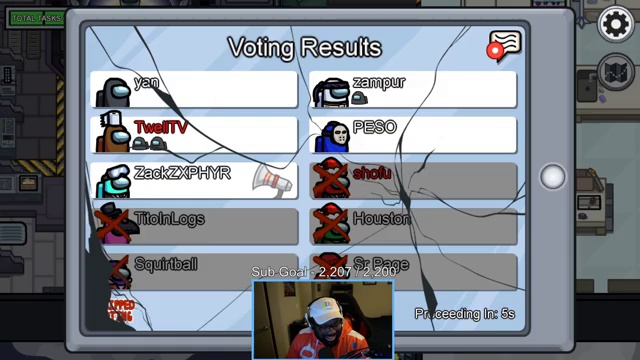 TOTAL TASKS
Voting Results
yan
zampur
TwellTV
PESO
ZackZXPHYR
shofu
TitoInLogs
Houston
Squirtball
Sr Page
Sub-Goal - 2,207 / 2,200
Proceeding In: 5s